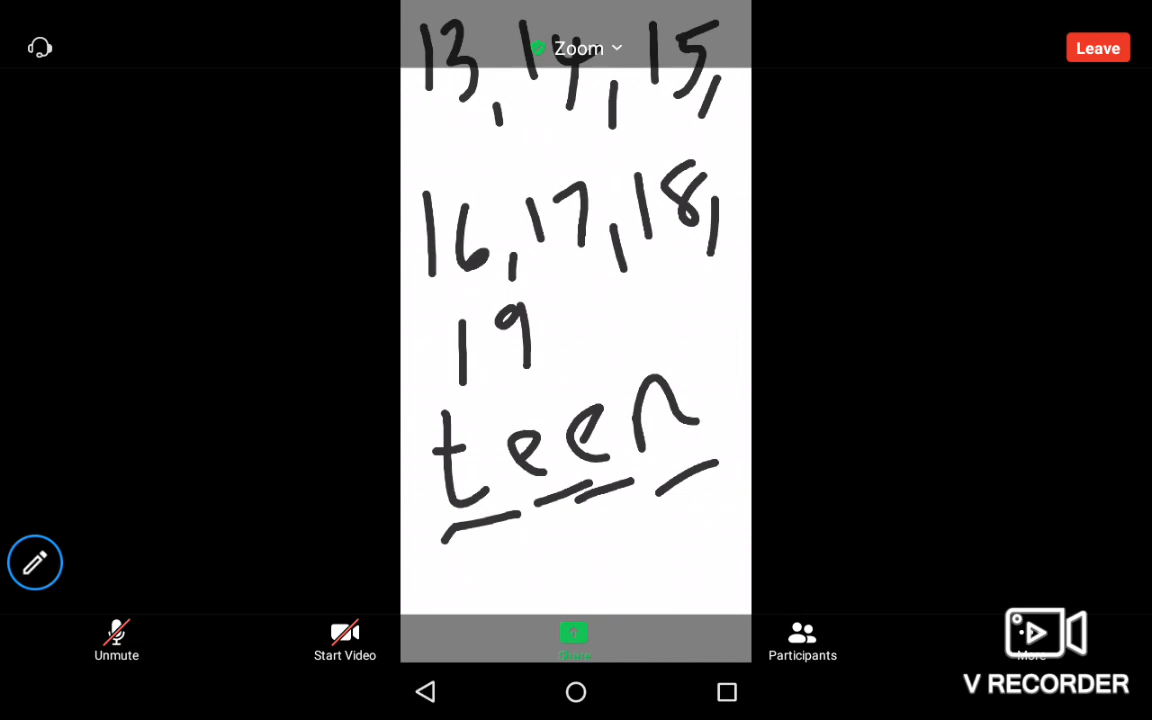 Zoom
Leave
13, 14, 15,
16, 17, 18,
19
teen
Unmute
Start Video
Share
Participants
More
V RECORDER